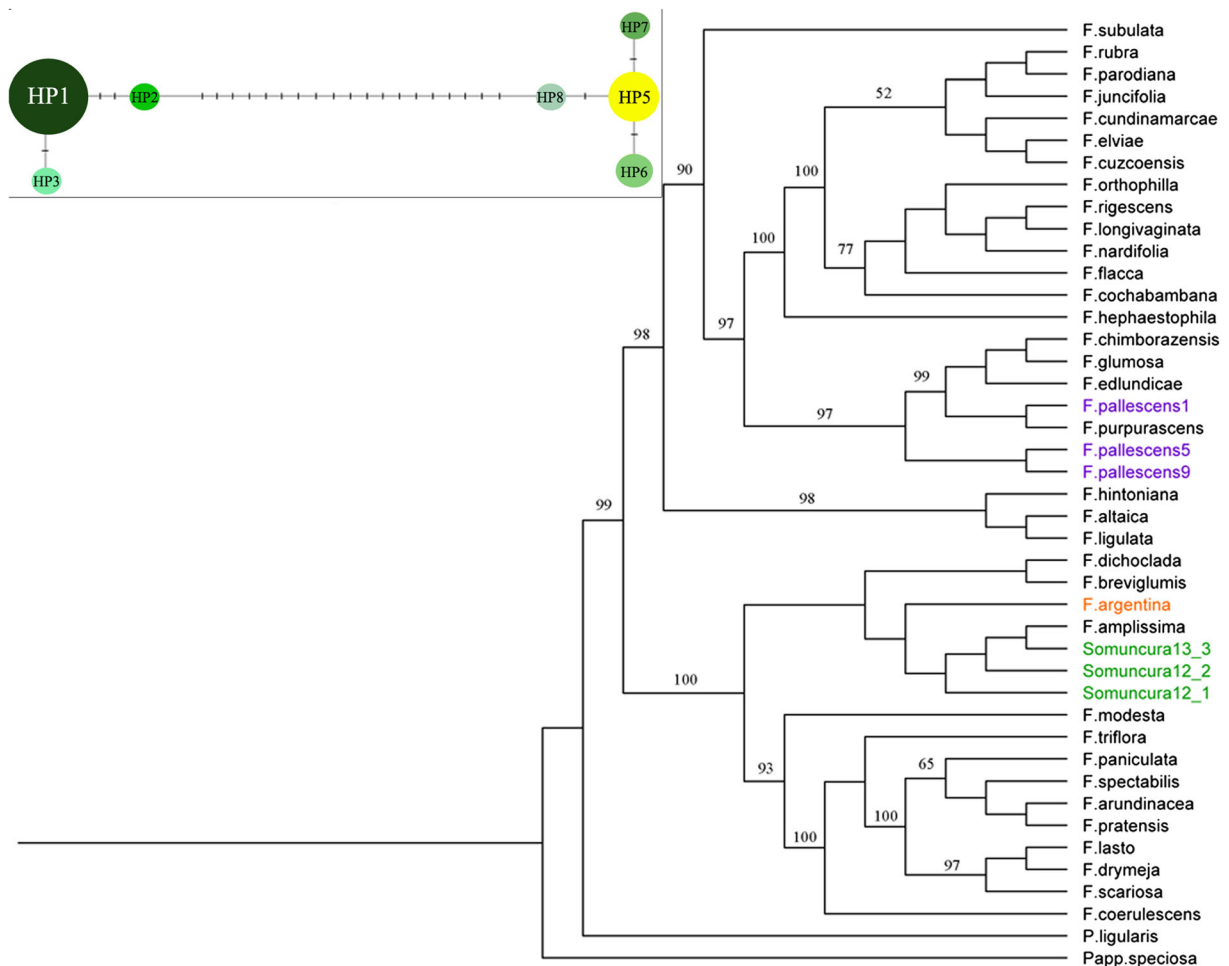 HP1
HP2
HP3
HP8
HP7
HP5
HP6
F.subulata
F.rubra
F.parodiana
F.juncifolia
52
F.cundinamarcae
F.elviae
F.cuzcoensis
90
100
F.orthophilla
F.rigescens
F.longivaginata
100
77
F.nardifolia
F.flacca
F.cochabambana
F.hephaestophila
98
97
F.chimborazensis
F.glumosa
99
F.edlundicae
F.pallescens1
97
F.purpurascens
F.pallescens5
F.pallescens9
F.hintoniana
98
99
F.altaica
F.ligulata
F.dichoclada
F.breviglumis
F.argentina
F.amplissima
Somuncura13_3
Somuncura12_2
100
Somuncura12_1
F.modesta
F.triflora
93
65
F.paniculata
F.spectabilis
F.arundinacea
100
100
F.pratensis
F.lasto
97
F.drymeja
F.scariosa
F.coerulescens
P.ligularis
Papp.speciosa